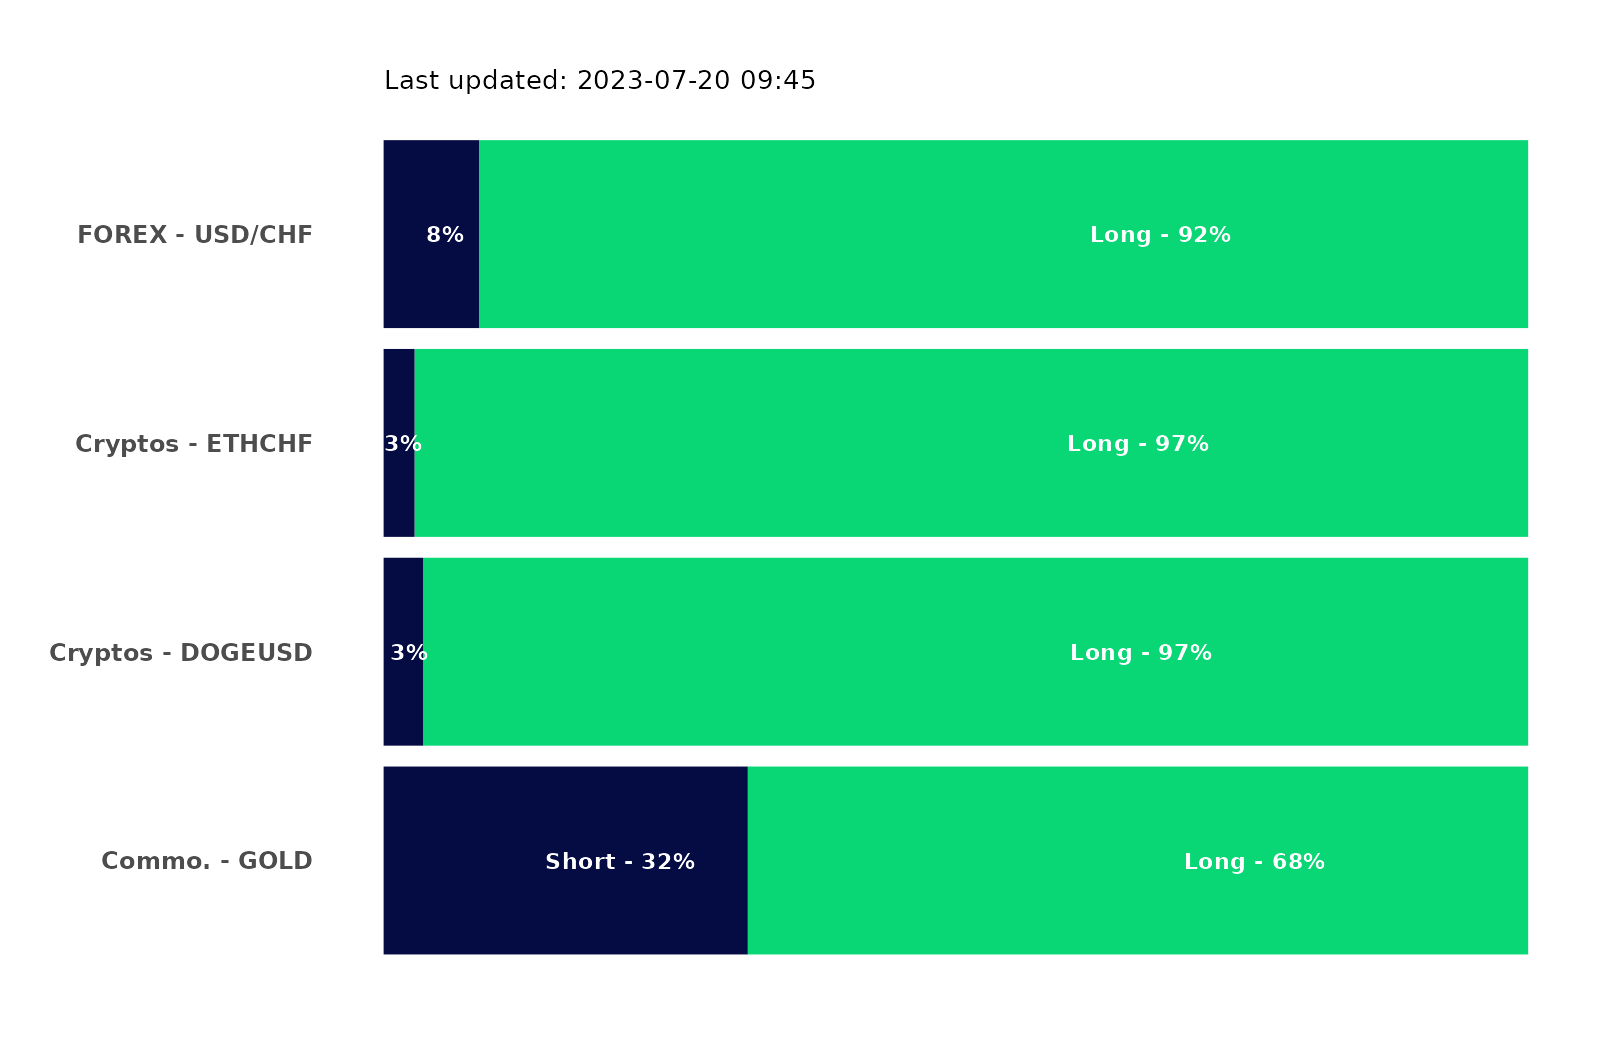 Last updated: 2023-07-20 09:45
FOREX - USD/CHF 8% Long - 92%
Cryptos - ETHCHF 3% Long - 97%
Cryptos - DOGEUSD 3% Long - 97%
Commo. - GOLD Short - 32% Long - 68%